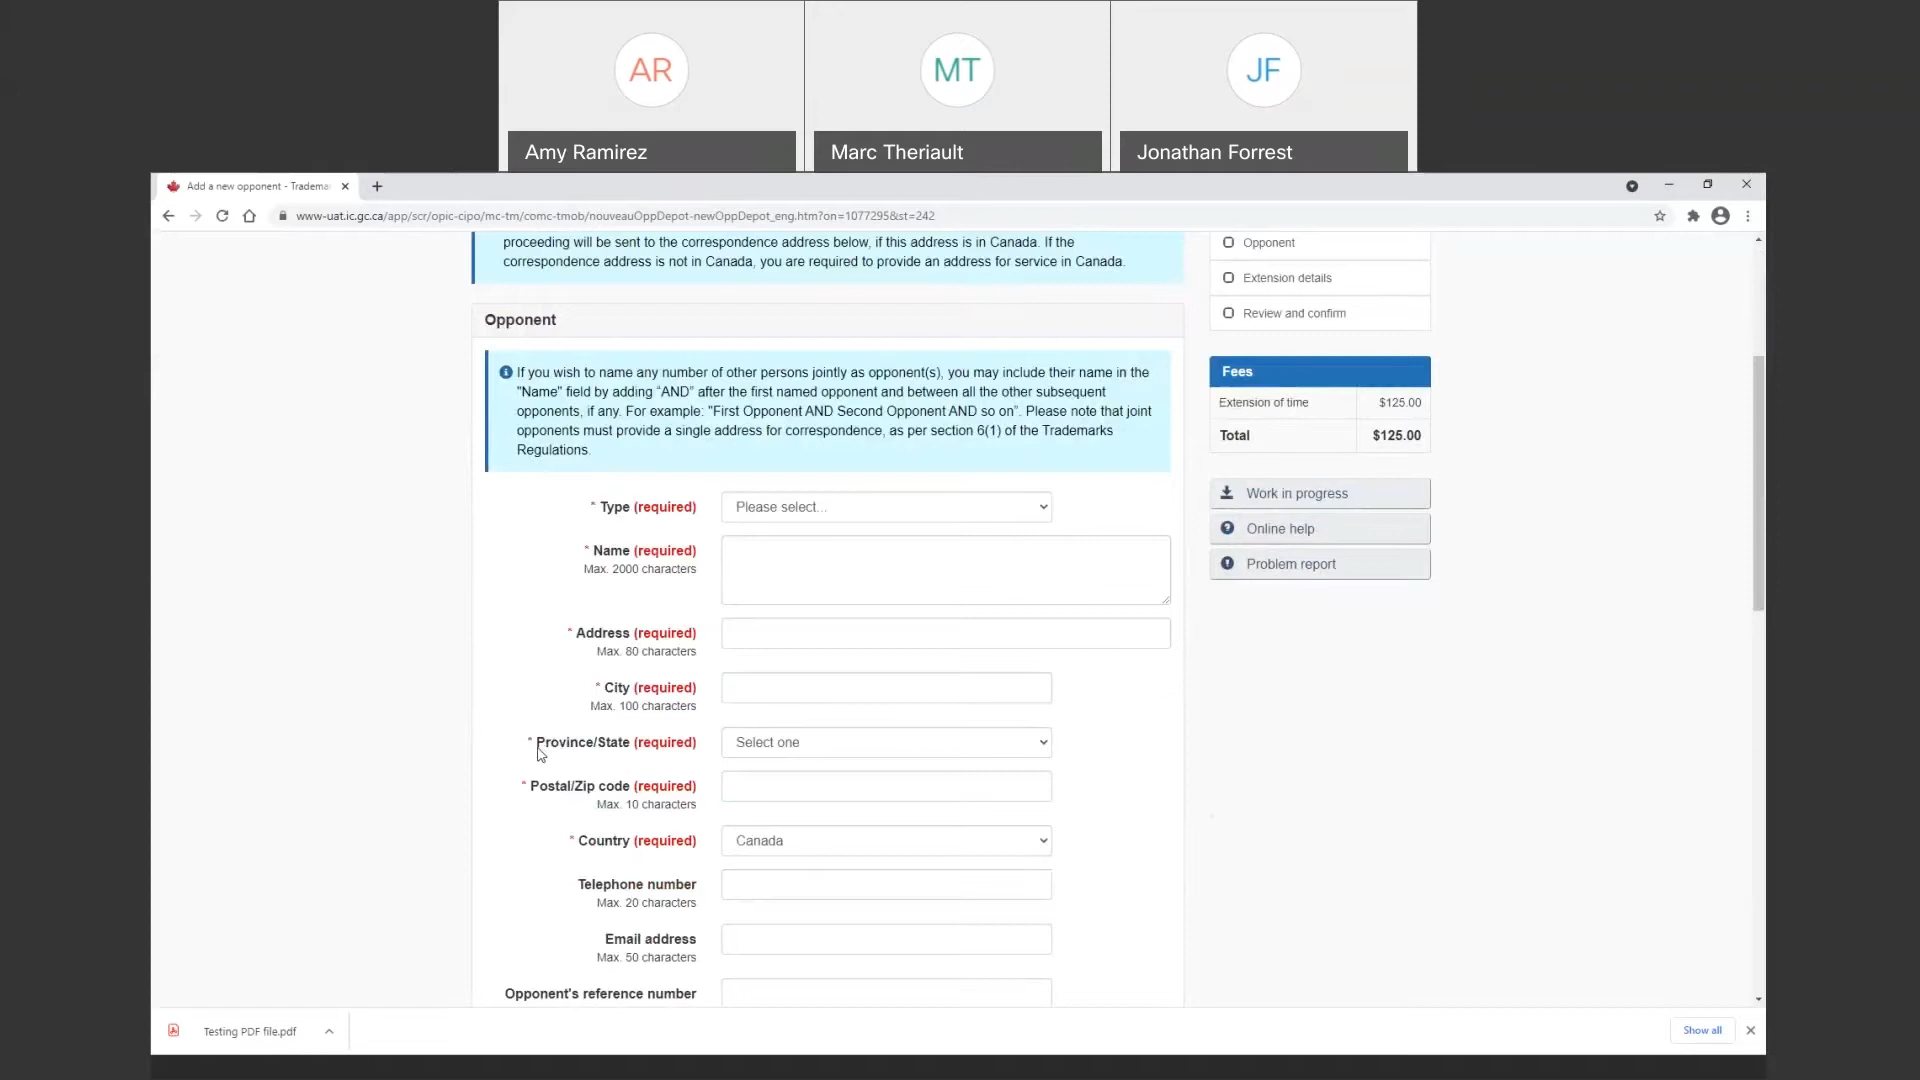 AR
MT
JF
Amy Ramirez
Marc Theriault
Jonathan Forrest
Add a new opponent - Tradema
www-uat.ic.gc.ca/app/scr/opic-cipo/mc-tm/comc-tmob/nouveauOppDepot-newOppDepot_eng.htm?on=1077295&st=242
proceeding will be sent to the correspondence address below, if this address is in Canada. If the
correspondence address is not in Canada, you are required to provide an address for service in Canada.
Opponent
If you wish to name any number of other persons jointly as opponent(s), you may include their name in the
"Name" field by adding “AND” after the first named opponent and between all the other subsequent
opponents, if any. For example: "First Opponent AND Second Opponent AND so on”. Please note that joint
opponents must provide a single address for correspondence, as per section 6(1) of the Trademarks
Regulations.
* Type (required)
Please select...
* Name (required)
Max. 2000 characters
* Address (required)
Max. 80 characters
* City (required)
Max. 100 characters
* Province/State (required)
Select one
* Postal/Zip code (required)
Max. 10 characters
* Country (required)
Canada
Telephone number
Max. 20 characters
Email address
Max. 50 characters
Opponent's reference number
Opponent
Extension details
Review and confirm
Fees
Extension of time $125.00
Total $125.00
Work in progress
Online help
Problem report
Testing PDF file.pdf
Show all